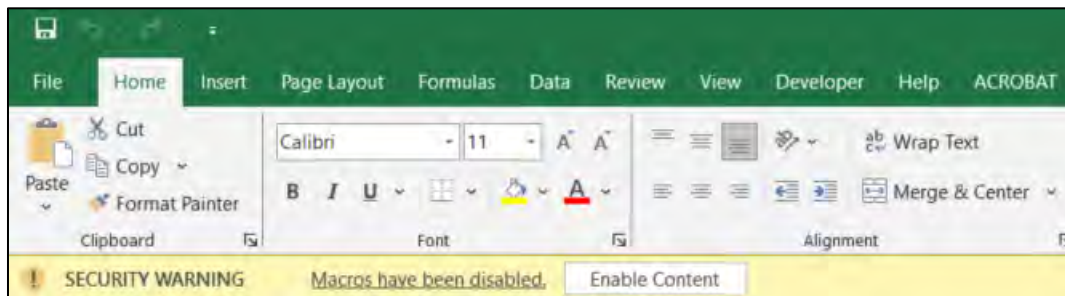 File Home Insert Page Layout Formulas Data Review View Developer Help ACROBAT
Cut
Calibri 11 A A ab Wrap Text
Copy
Paste
Format Painter
B I U A Merge & Center
Clipboard Font Alignment
! SECURITY WARNING Macros have been disabled. Enable Content